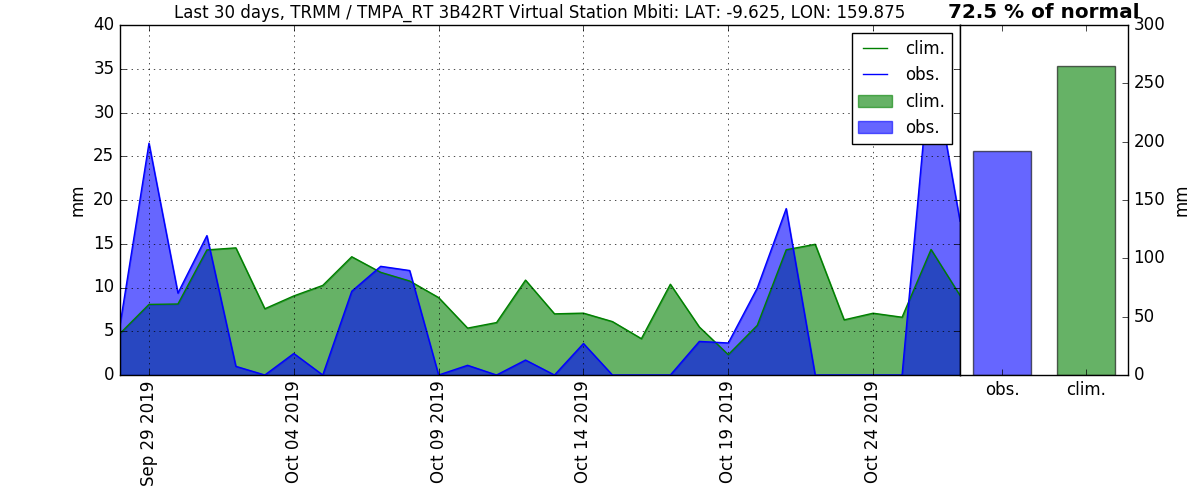 Last 30 days, TRMM / TMPA_RT 3B42RT Virtual Station Mbiti: LAT: -9.625, LON: 159.875
72.5 % of normal
40
35
30
25
20
15
10
5
0
mm
clim.
obs.
clim.
obs.
Sep 29 2019
Oct 04 2019
Oct 09 2019
Oct 14 2019
Oct 19 2019
Oct 24 2019
300
250
200
150
100
50
0
mm
obs.
clim.